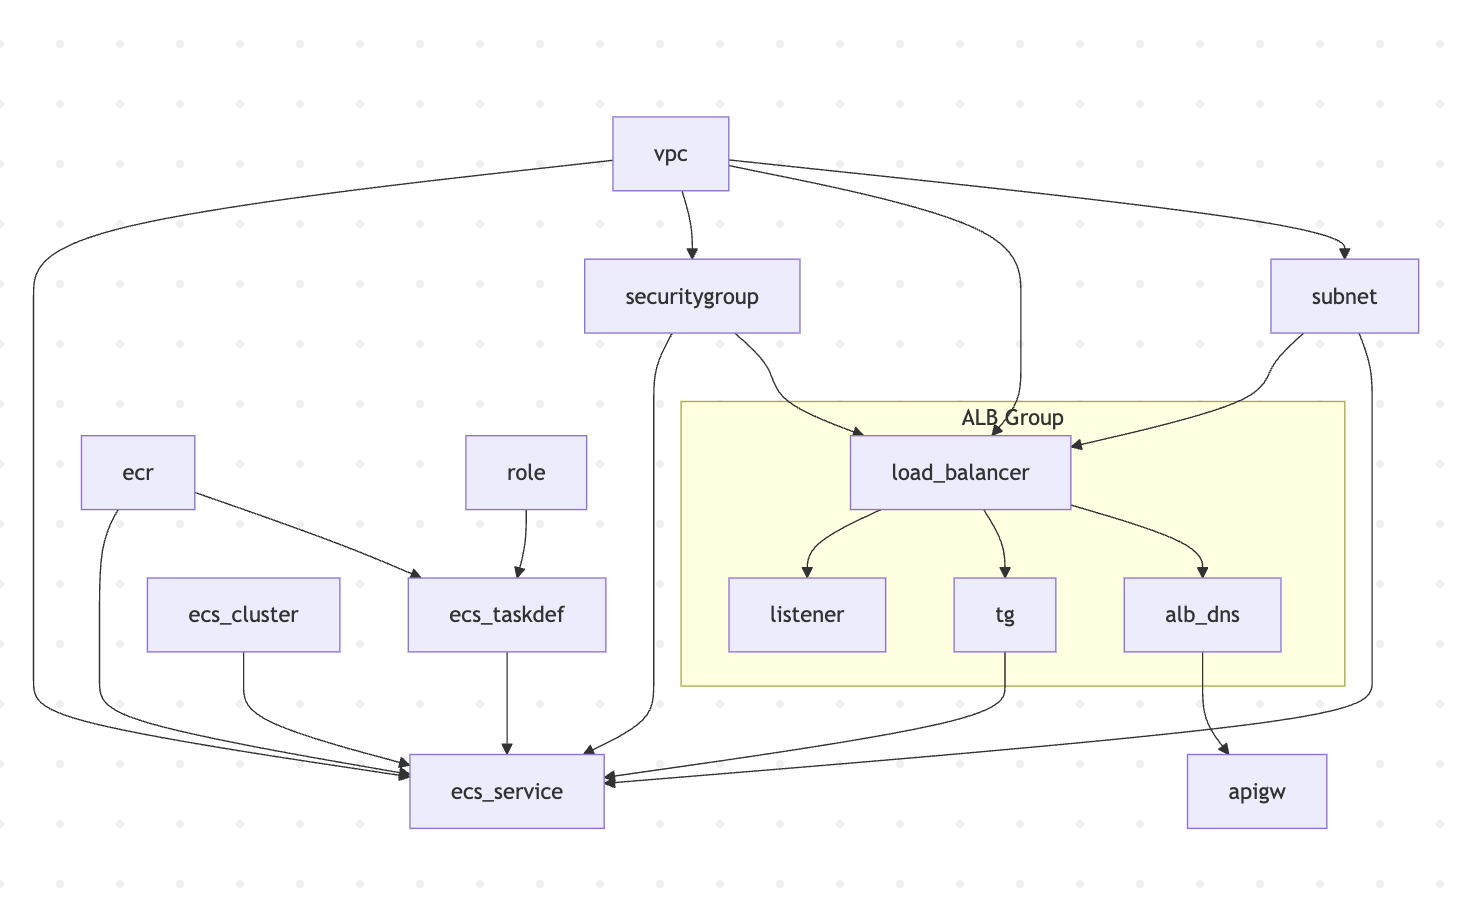 vpc
securitygroup
subnet
ALB Group
ecr
role
load_balancer
ecs_cluster
ecs_taskdef
listener
tg
alb_dns
ecs_service
apigw